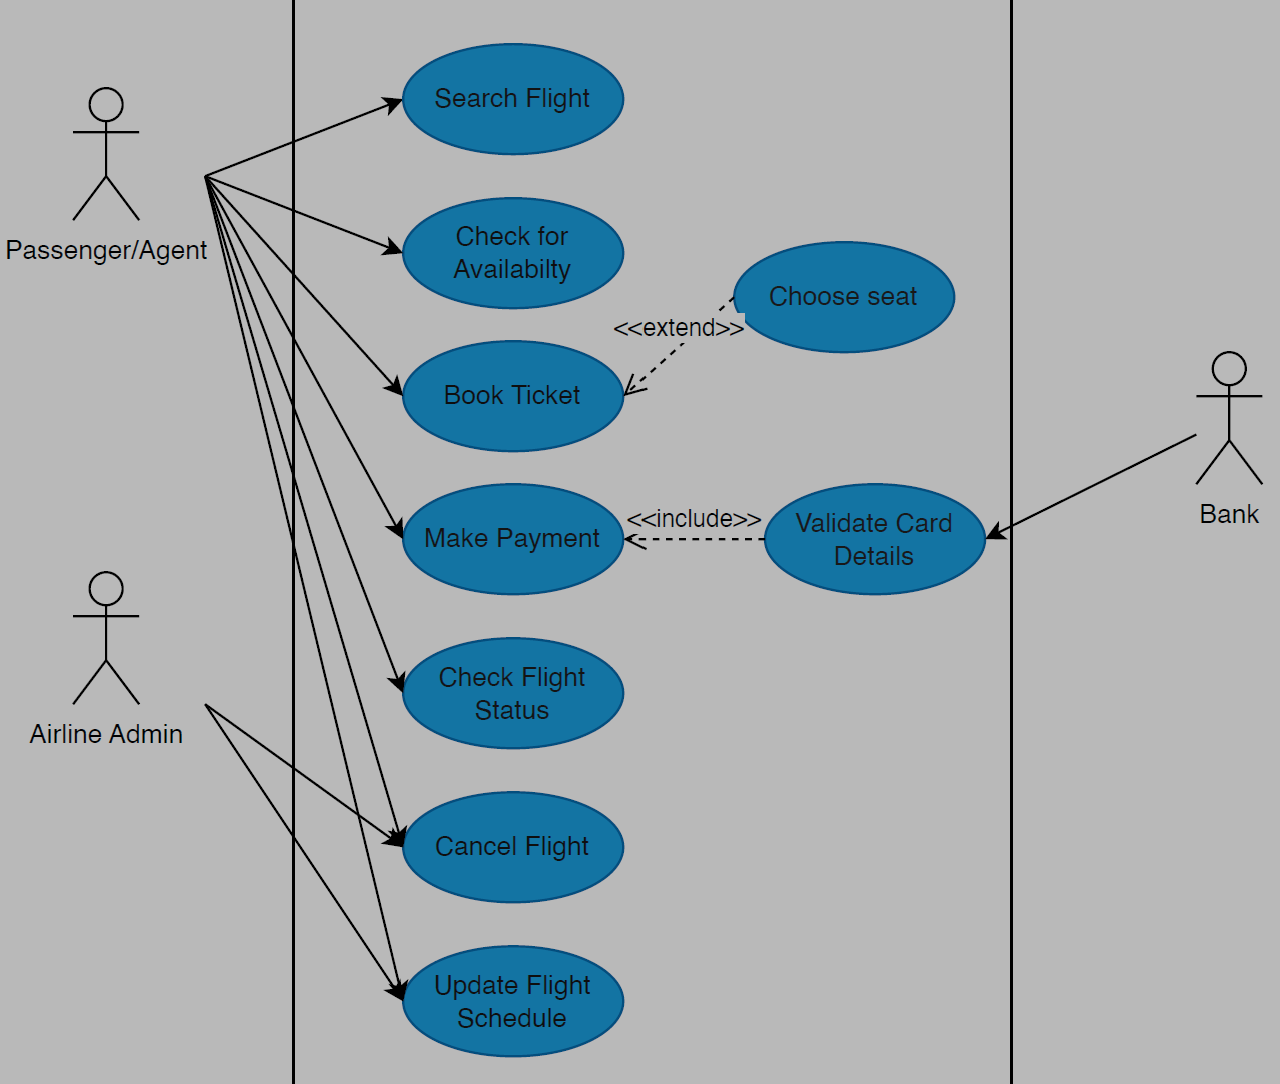 Search Flight
Passenger/Agent
Check for
Availabilty
Choose seat
<<extend>>
Book Ticket
Bank
Make Payment
<<include>>
Validate Card
Details
Airline Admin
Check Flight
Status
Cancel Flight
Update Flight
Schedule